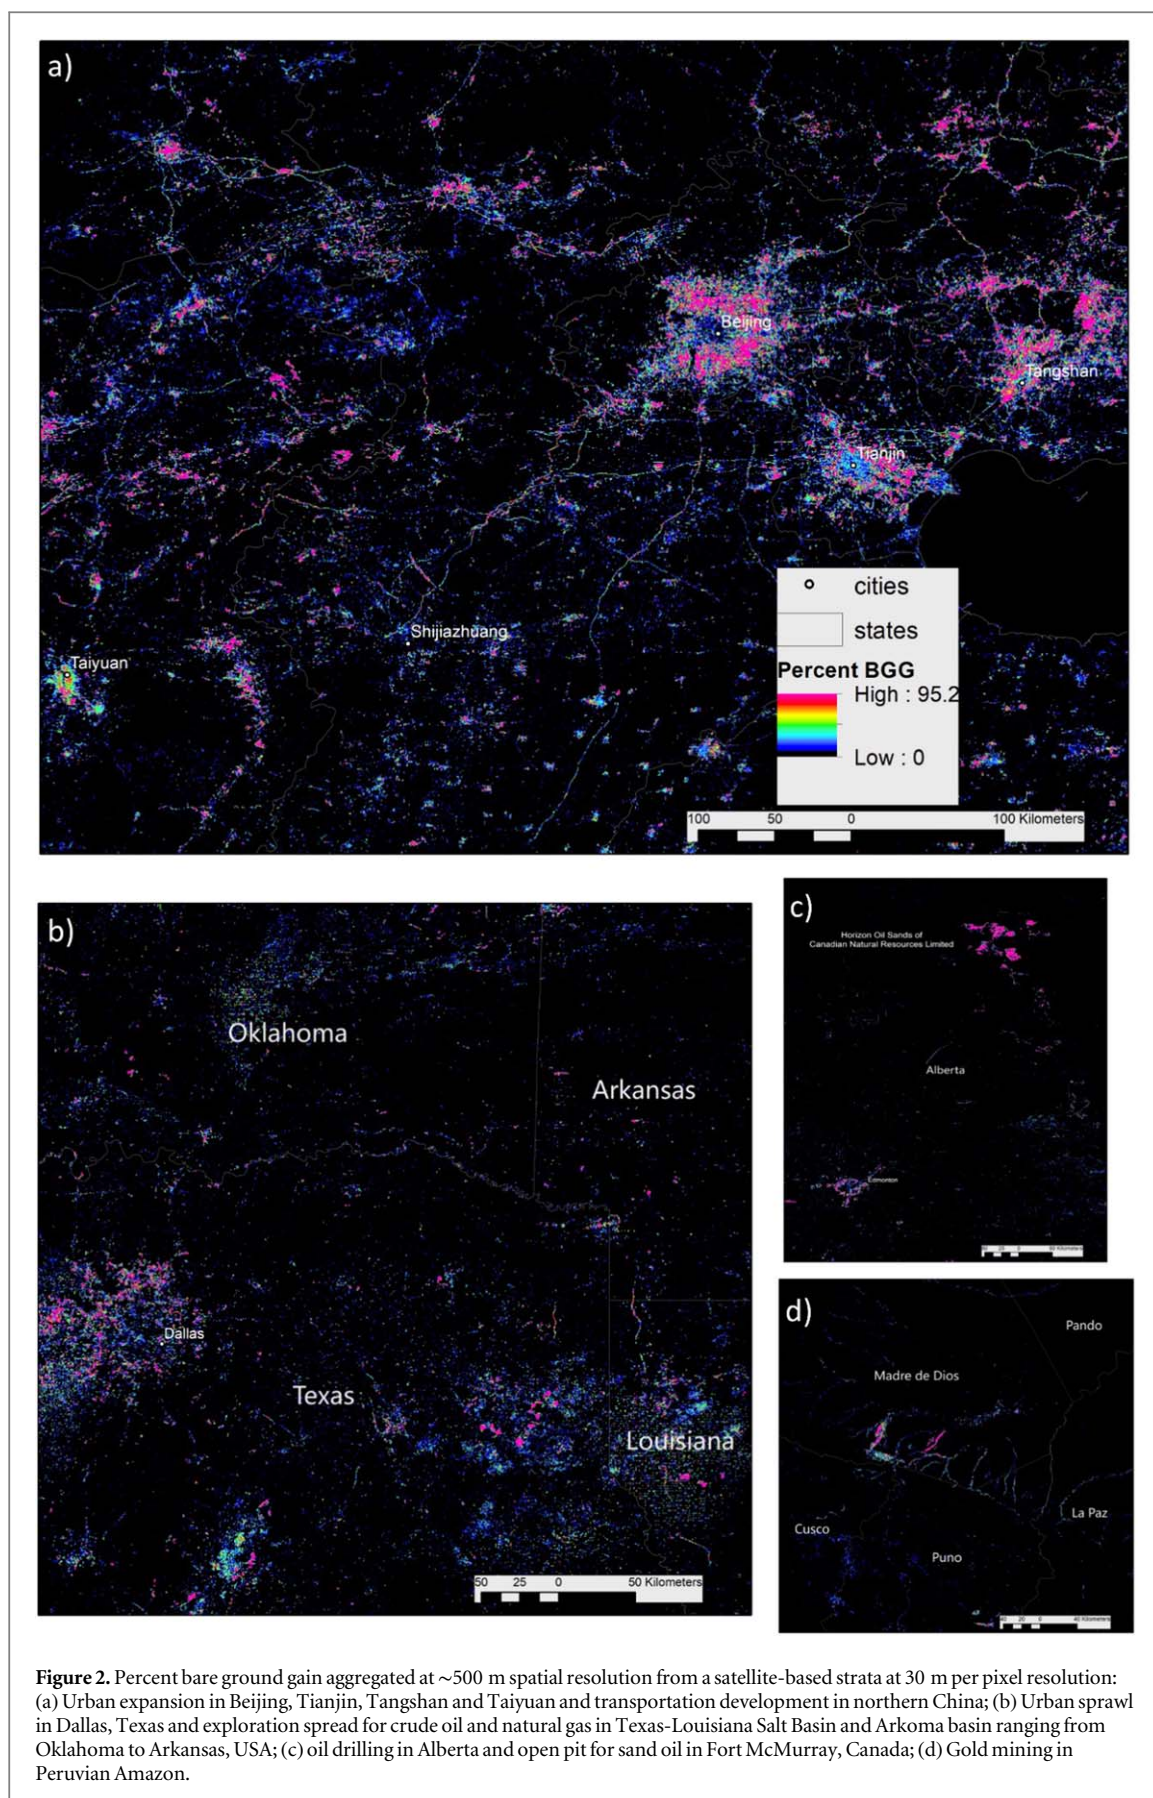 a)
Beijing
Tangshan
Tianjin
Shijiazhuang
Taiyuan
cities
states
Percent BGG
High : 95.2
Low : 0
100 50 0 100 Kilometers
b)
Oklahoma
Arkansas
Dallas
Texas
Louisiana
50 25 0 50 Kilometers
c)
Horizon Oil Sands of
Canadian Natural Resources Limited
Alberta
Edmonton
d)
Pando
Madre de Dios
La Paz
Cusco
Puno
40 20 0 40 Kilometers
Figure 2. Percent bare ground gain aggregated at ~500 m spatial resolution from a satellite-based strata at 30 m per pixel resolution:
(a) Urban expansion in Beijing, Tianjin, Tangshan and Taiyuan and transportation development in northern China; (b) Urban sprawl
in Dallas, Texas and exploration spread for crude oil and natural gas in Texas-Louisiana Salt Basin and Arkoma basin ranging from
Oklahoma to Arkansas, USA; (c) oil drilling in Alberta and open pit for sand oil in Fort McMurray, Canada; (d) Gold mining in
Peruvian Amazon.